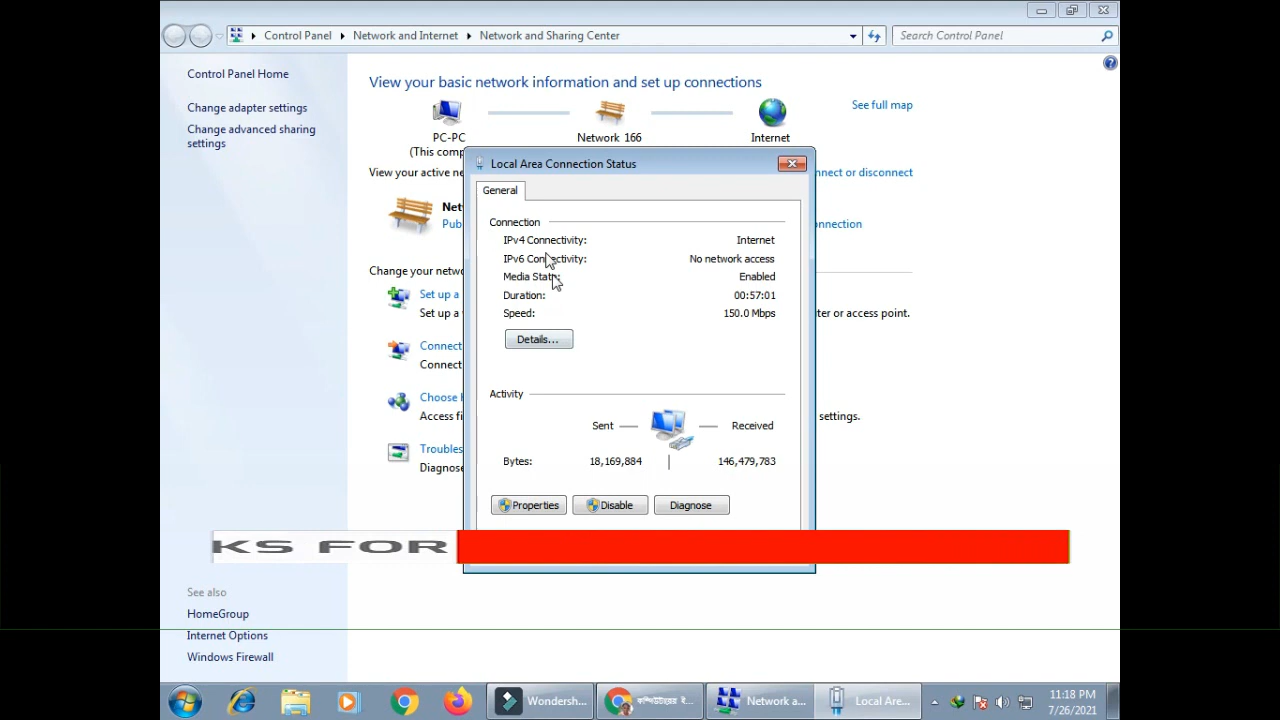 Control Panel
Network and Internet
Network and Sharing Center
Search Control Panel
Control Panel Home
Change adapter settings
Change advanced sharing
settings
See also
HomeGroup
Internet Options
Windows Firewall
View your basic network information and set up connections
See full map
PC-PC
(This comp
Network 166
Internet
View your active ne
nnect or disconnect
Net
Pub
onnection
Change your netwo
Set up a
Set up a
ter or access point.
Connect
Connect
Choose h
Access fi
settings.
Troubles
Diagnose
Local Area Connection Status
General
Connection
IPv4 Connectivity: Internet
IPv6 Connectivity: No network access
Media State: Enabled
Duration: 00:57:01
Speed: 150.0 Mbps
Details...
Activity
Sent
Received
Bytes: 18,169,884 146,479,783
Properties
Disable
Diagnose
KS FOR
Wondersh...
কম্পিউটারের ই...
Network a...
Local Area...
11:18 PM
7/26/2021